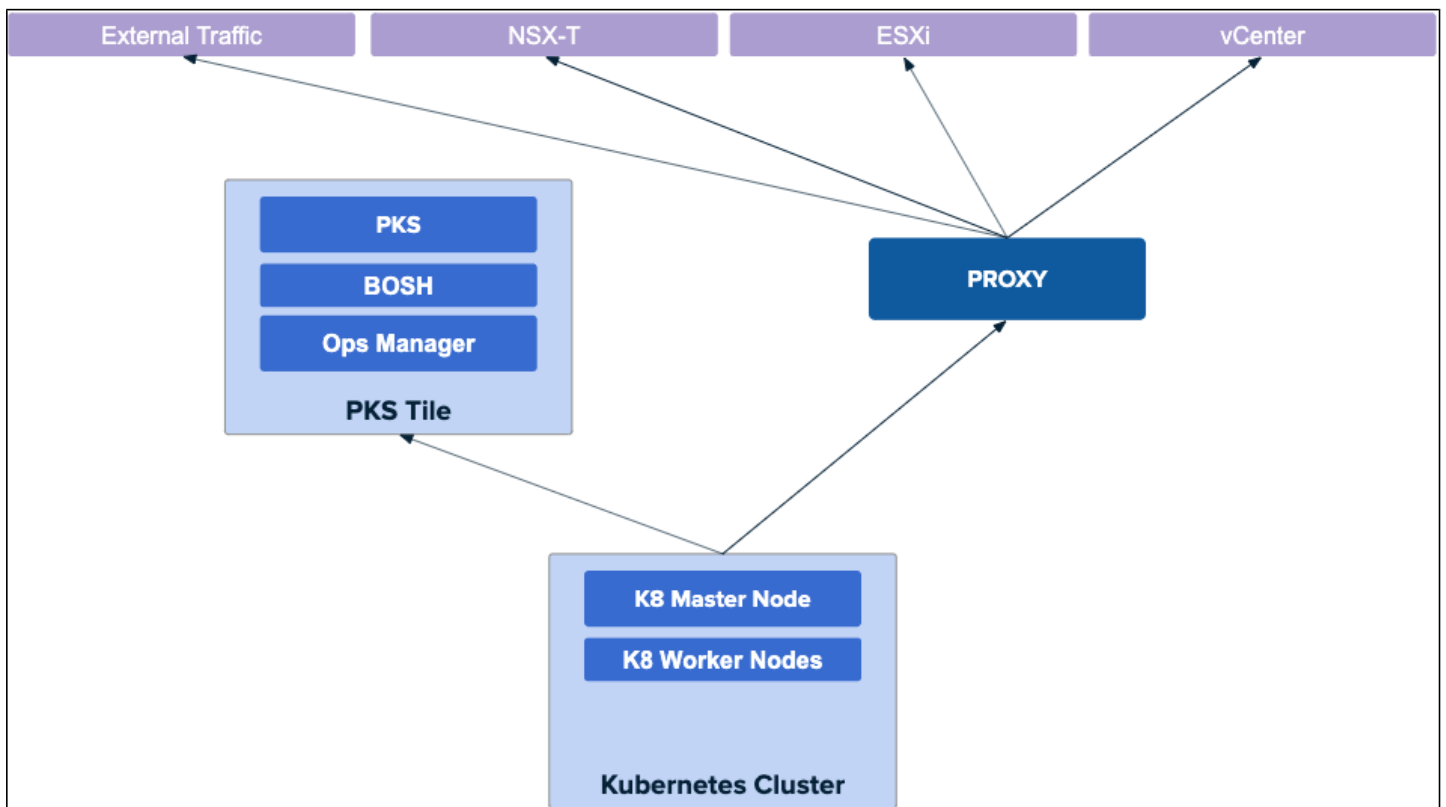 External Traffic
NSX-T
ESXi
vCenter
PKS
BOSH
Ops Manager
PKS Tile
PROXY
K8 Master Node
K8 Worker Nodes
Kubernetes Cluster